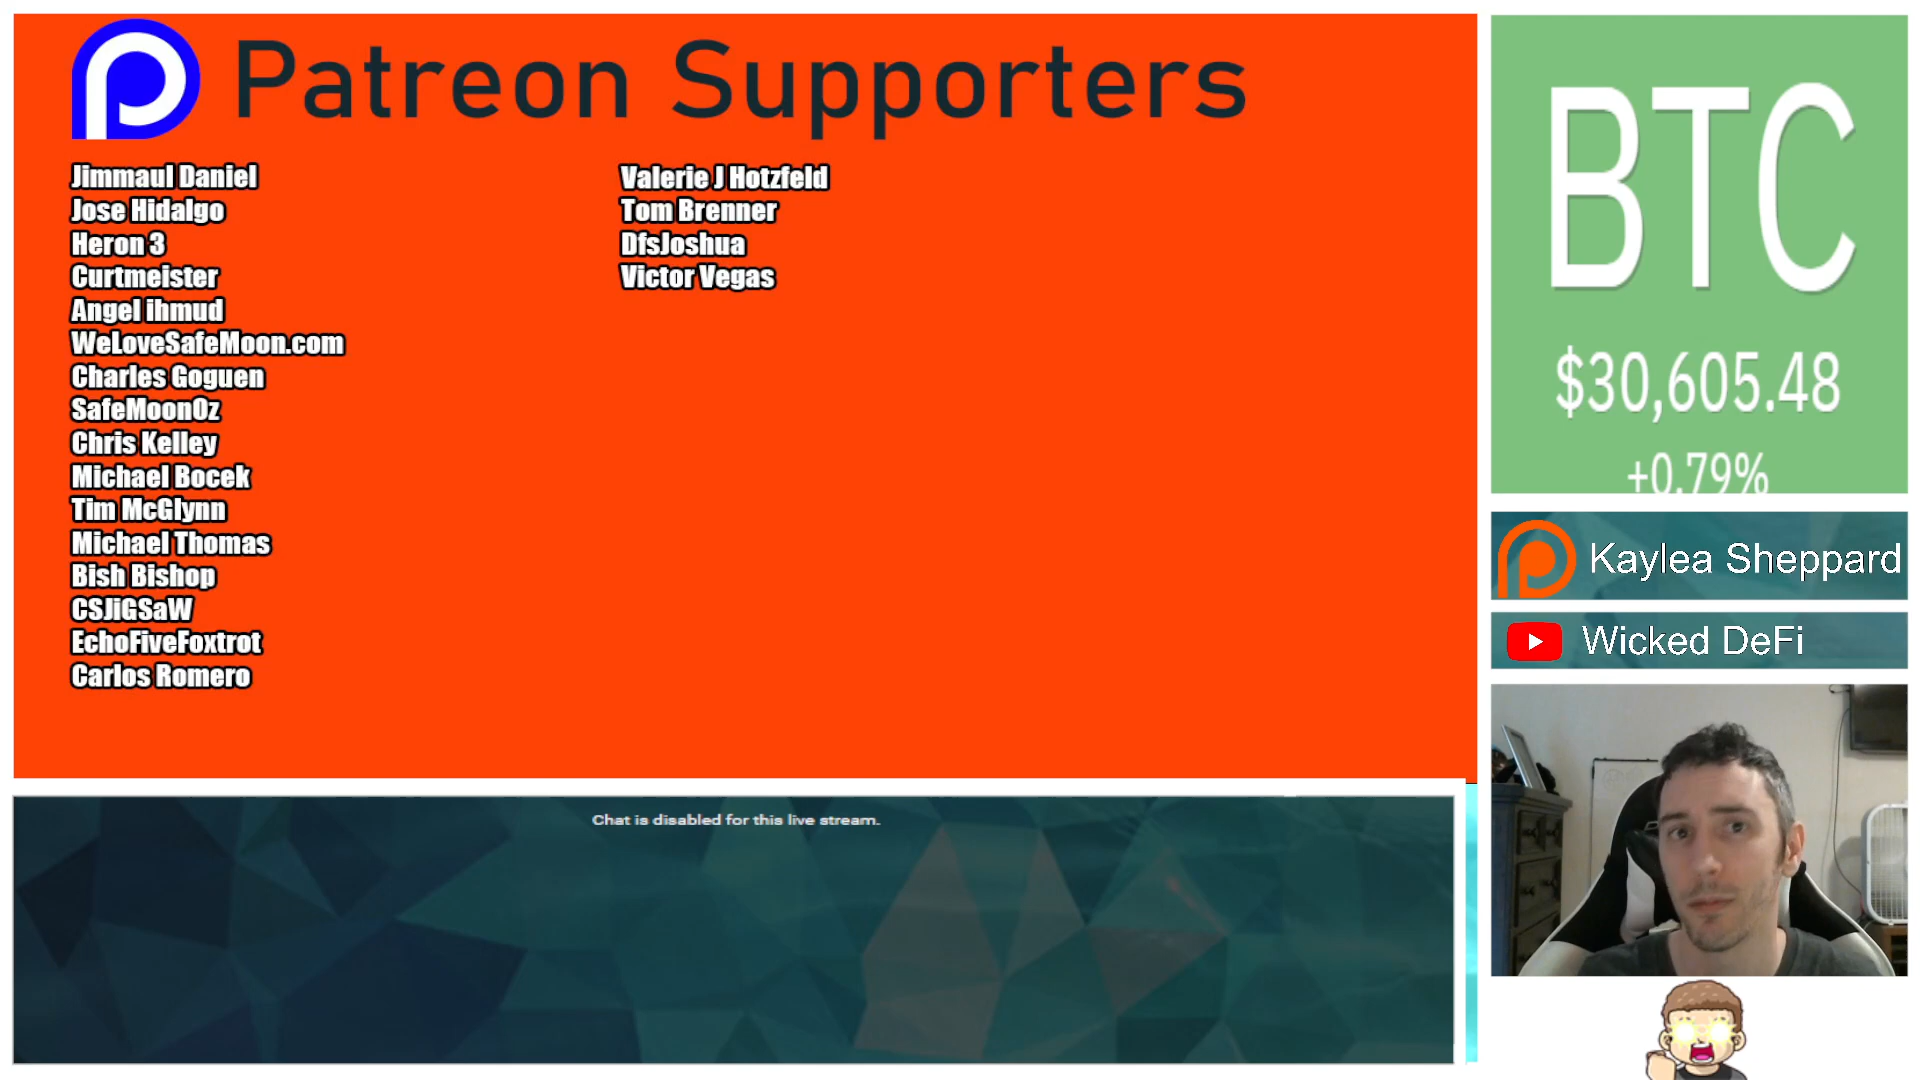 Patreon Supporters
Jimmaul Daniel
Jose Hidalgo
Heron 3
Curtmeister
Angel ihmud
WeLoveSafeMoon.com
Charles Goguen
SafeMoonOz
Chris Kelley
Michael Bocek
Tim McGlynn
Michael Thomas
Bish Bishop
CSJiGSaW
EchoFiveFoxtrot
Carlos Romero
Valerie J Hotzfeld
Tom Brenner
DfsJoshua
Victor Vegas
Chat is disabled for this live stream.
BTC
$30,605.48
+0.79%
Kaylea Sheppard
Wicked DeFi